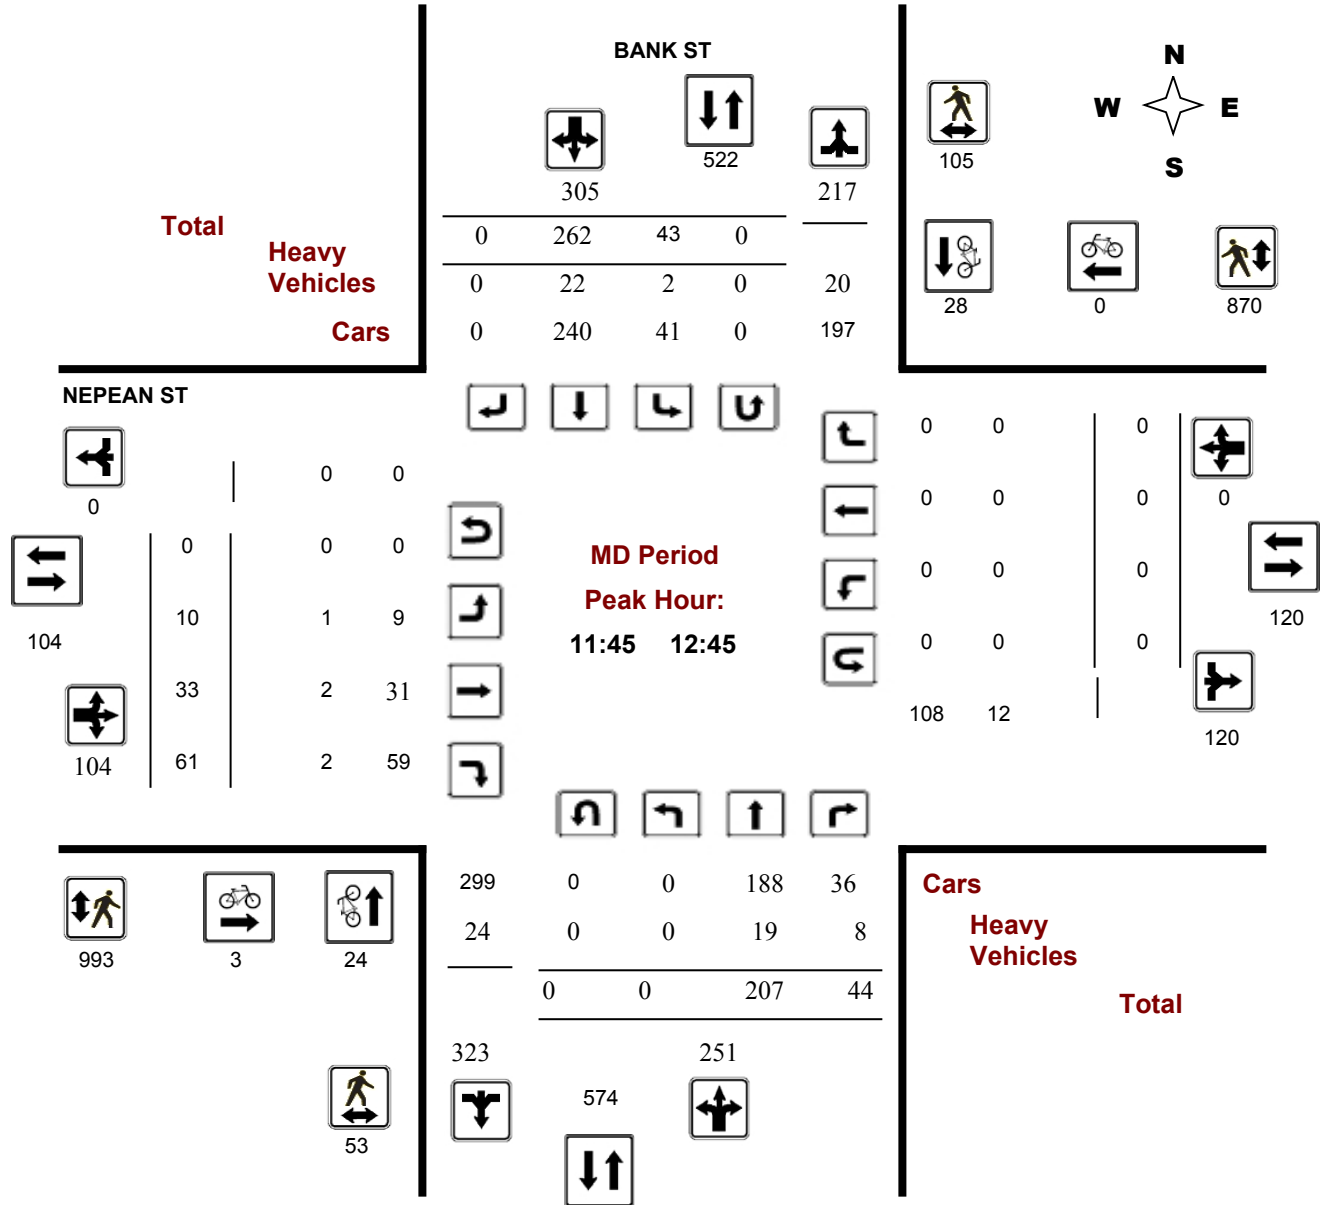 BANK ST
N
W E
S
522
105
305
217
Total
0 262 43 0
Heavy
Vehicles
0 22 2 0 20
28 0 870
Cars
0 240 41 0 197
NEPEAN ST
0 0 0
0 0
0
0 0 0 0
0 0 0
MD Period
0 0 0
10 1 9
Peak Hour:
120
104
11:45 12:45
0 0 0
33 2 31
108 12
120
104 61 2 59
299 0 0 188 36
Cars
24 0 0 19 8
Heavy
Vehicles
993 3 24
0 0 207 44
Total
323 251
574
53